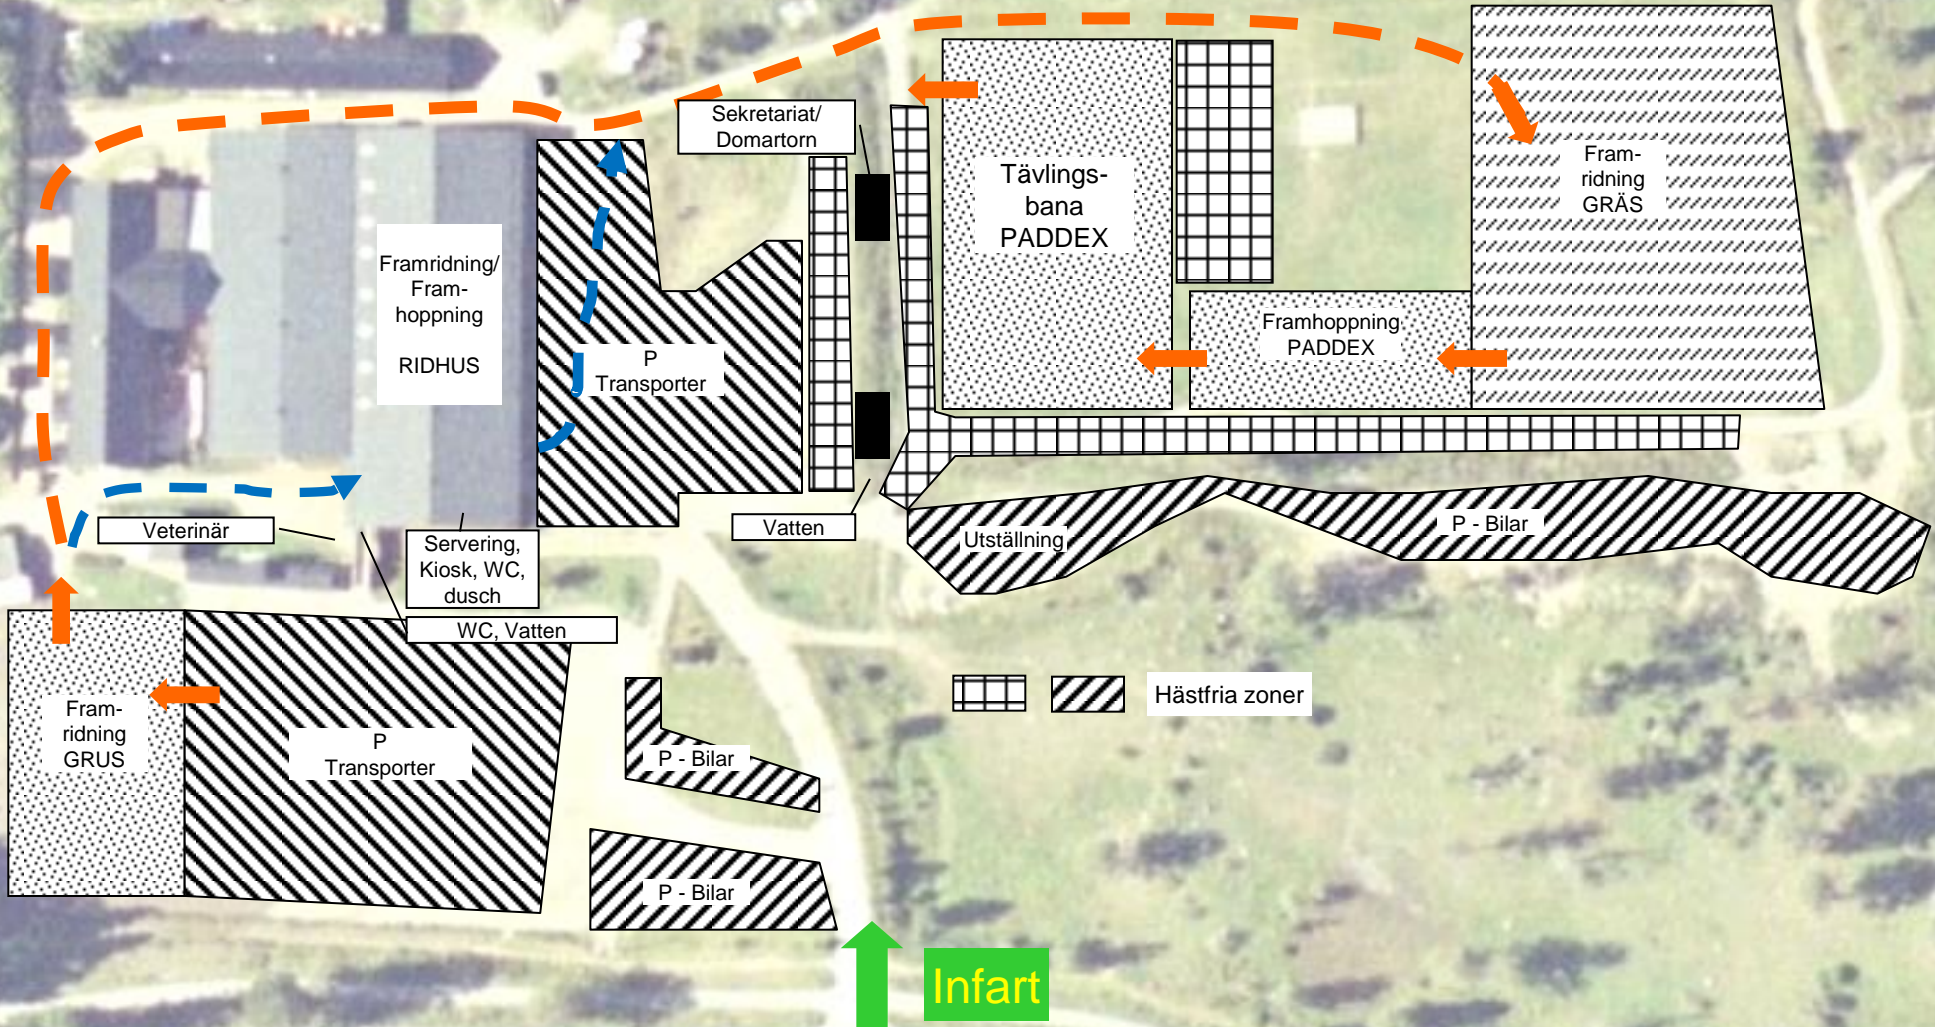 Sekretariat/
Domartorn
Tävlings-
bana
PADDEX
Fram-
ridning
GRÄS
Framridning/
Fram-
hoppning
RIDHUS
P
Transporter
Framhoppning
PADDEX
Veterinär
Servering,
Kiosk, WC,
dusch
WC, Vatten
Vatten
Utställning
P - Bilar
Fram-
ridning
GRUS
P
Transporter
P - Bilar
P - Bilar
Hästfria zoner
Infart